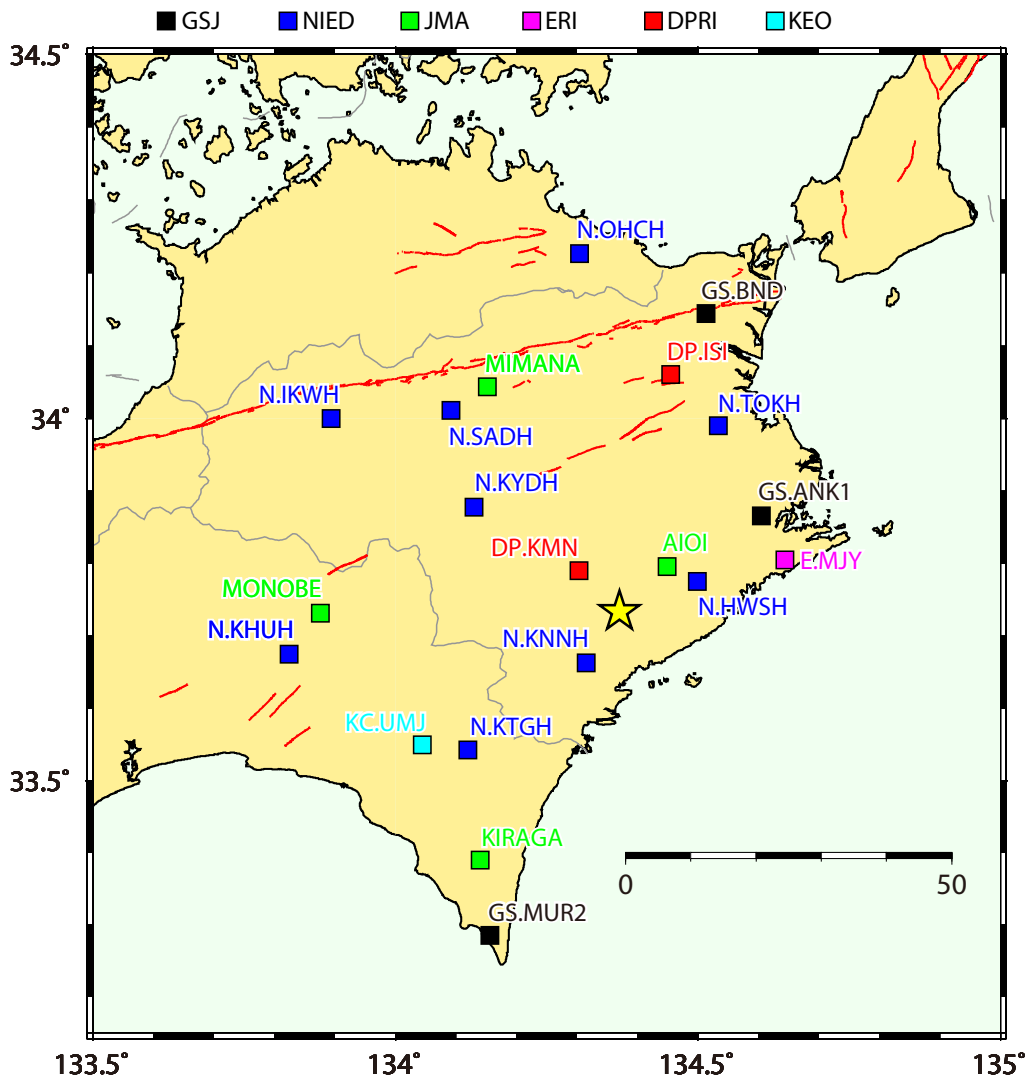 GSJ NIED JMA ERI DPRI KEO
34.5°
N.OHCH
GS.BND
DP.ISI
MIMANA
N.IKWH
N.TOKH
34°
N.SADH
N.KYDH
GS.ANK1
DP.KMN
AIOI
E.MJY
MONOBE
N.HWSH
N.KHUH
N.KNNH
KC.UMJ
N.KTGH
33.5°
KIRAGA
0 50
GS.MUR2
133.5° 134° 134.5° 135°